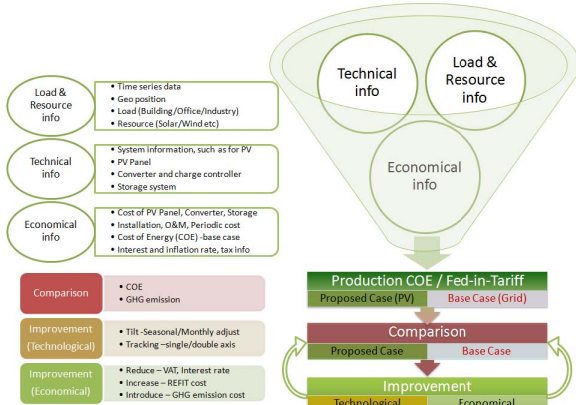 Load &
Resource
info
• Time series data
• Geo position
• Load (Building/Office/Industry)
• Resource (Solar/Wind etc)
Technical
info
• System information, such as for PV
• PV Panel
• Converter and charge controller
• Storage system
Economical
info
• Cost of PV Panel, Converter, Storage
• Installation, O&M, Periodic cost
• Cost of Energy (COE) -base case
• Interest and inflation rate, tax info
Comparison
• COE
• GHG emission
Improvement
(Technological)
• Tilt -Seasonal/Monthly adjust
• Tracking –single/double axis
Improvement
(Economical)
• Reduce – VAT, Interest rate
• Increase – REFIT cost
• Introduce – GHG emission cost
Technical
info
Load &
Resource
info
Economical
info
Production COE / Fed-in-Tariff
Proposed Case (PV)
Base Case (Grid)
Comparison
Proposed Case
Base Case
Improvement
Technological
Economical